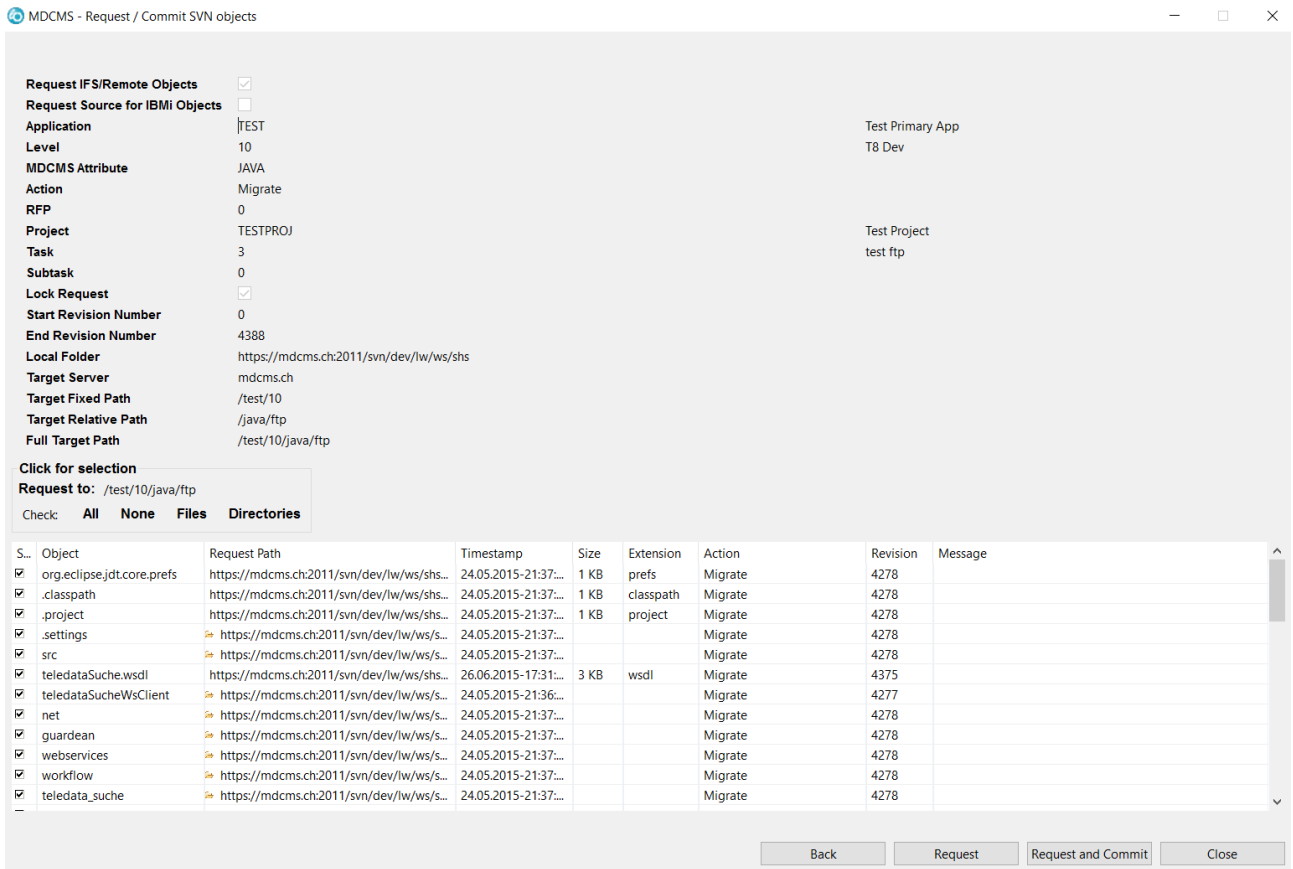 MDCMS - Request / Commit SVN objects
Request IFS/Remote Objects
Request Source for IBMi Objects
Application TEST Test Primary App
Level 10 T8 Dev
MDCMS Attribute JAVA
Action Migrate
RFP 0
Project TESTPROJ Test Project
Task 3 test ftp
Subtask 0
Lock Request
Start Revision Number 0
End Revision Number 4388
Local Folder https://mdcms.ch:2011/svn/dev/lw/ws/shs
Target Server mdcms.ch
Target Fixed Path /test/10
Target Relative Path /java/ftp
Full Target Path /test/10/java/ftp
Click for selection
Request to: /test/10/java/ftp
Check: All None Files Directories
S... Object Request Path Timestamp Size Extension Action Revision Message
org.eclipse.jdt.core.prefs https://mdcms.ch:2011/svn/dev/lw/ws/shs... 24.05.2015-21:37:... 1 KB prefs Migrate 4278
.classpath https://mdcms.ch:2011/svn/dev/lw/ws/shs... 24.05.2015-21:37:... 1 KB classpath Migrate 4278
.project https://mdcms.ch:2011/svn/dev/lw/ws/shs... 24.05.2015-21:37:... 1 KB project Migrate 4278
.settings https://mdcms.ch:2011/svn/dev/lw/ws/s... 24.05.2015-21:37:... Migrate 4278
src https://mdcms.ch:2011/svn/dev/lw/ws/s... 24.05.2015-21:37:... Migrate 4278
teledataSuche.wsdl https://mdcms.ch:2011/svn/dev/lw/ws/shs... 26.06.2015-17:31:... 3 KB wsdl Migrate 4375
teledataSucheWsClient https://mdcms.ch:2011/svn/dev/lw/ws/s... 24.05.2015-21:36:... Migrate 4277
net https://mdcms.ch:2011/svn/dev/lw/ws/s... 24.05.2015-21:37:... Migrate 4278
guardean https://mdcms.ch:2011/svn/dev/lw/ws/s... 24.05.2015-21:37:... Migrate 4278
webservices https://mdcms.ch:2011/svn/dev/lw/ws/s... 24.05.2015-21:37:... Migrate 4278
workflow https://mdcms.ch:2011/svn/dev/lw/ws/s... 24.05.2015-21:37:... Migrate 4278
teledata_suche https://mdcms.ch:2011/svn/dev/lw/ws/s... 24.05.2015-21:37:... Migrate 4278
Back Request Request and Commit Close